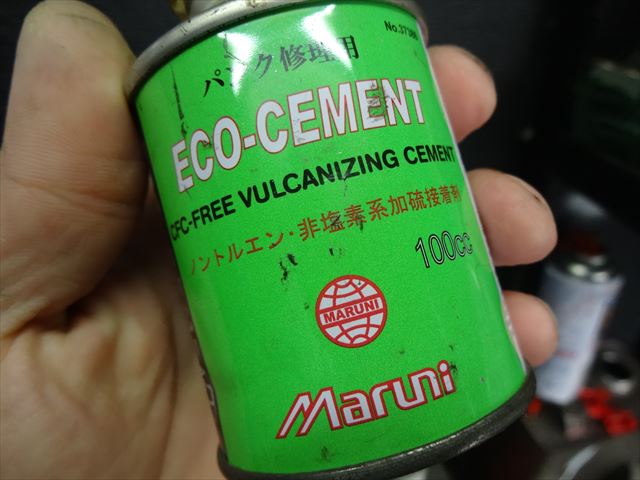 パンク修理用
ECO-CEMENT
CFC-FREE VULCANIZING CEMENT
ノントルエン・非塩素系加硫接着剤
100cc
MARUNI
Maruni